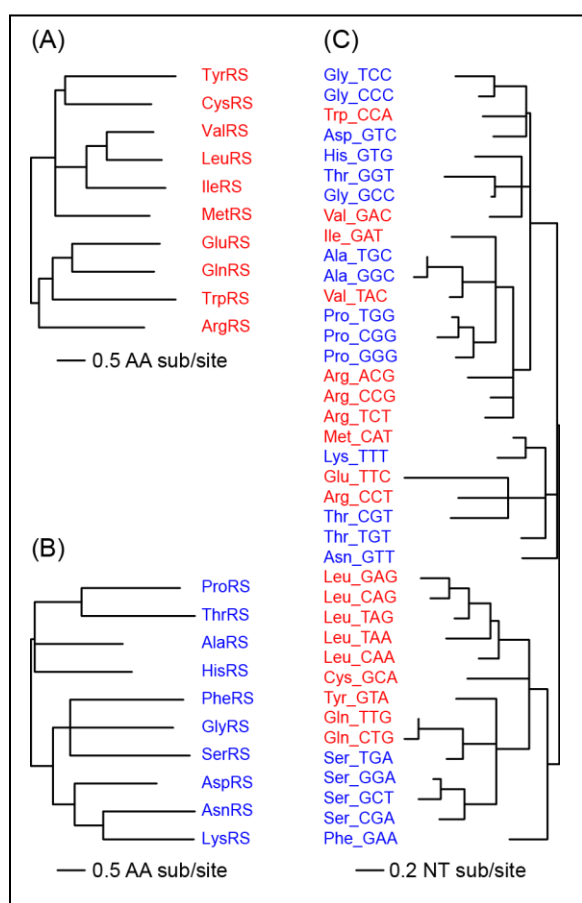 (A)
TyrRS
CysRS
ValRS
LeuRS
IleRS
MetRS
GluRS
GlnRS
TrpRS
ArgRS
0.5 AA sub/site
(B)
ProRS
ThrRS
AlaRS
HisRS
PheRS
GlyRS
SerRS
AspRS
AsnRS
LysRS
0.5 AA sub/site
(C)
Gly_TCC
Gly_CCC
Trp_CCA
Asp_GTC
His_GTG
Thr_GGT
Gly_GCC
Val_GAC
Ile_GAT
Ala_TGC
Ala_GGC
Val_TAC
Pro_TGG
Pro_CGG
Pro_GGG
Arg_ACG
Arg_CCG
Arg_TCT
Met_CAT
Lys_TTT
Glu_TTC
Arg_CCT
Thr_CGT
Thr_TGT
Asn_GTT
Leu_GAG
Leu_CAG
Leu_TAG
Leu_TAA
Leu_CAA
Cys_GCA
Tyr_GTA
Gln_TTG
Gln_CTG
Ser_TGA
Ser_GGA
Ser_GCT
Ser_CGA
Phe_GAA
0.2 NT sub/site